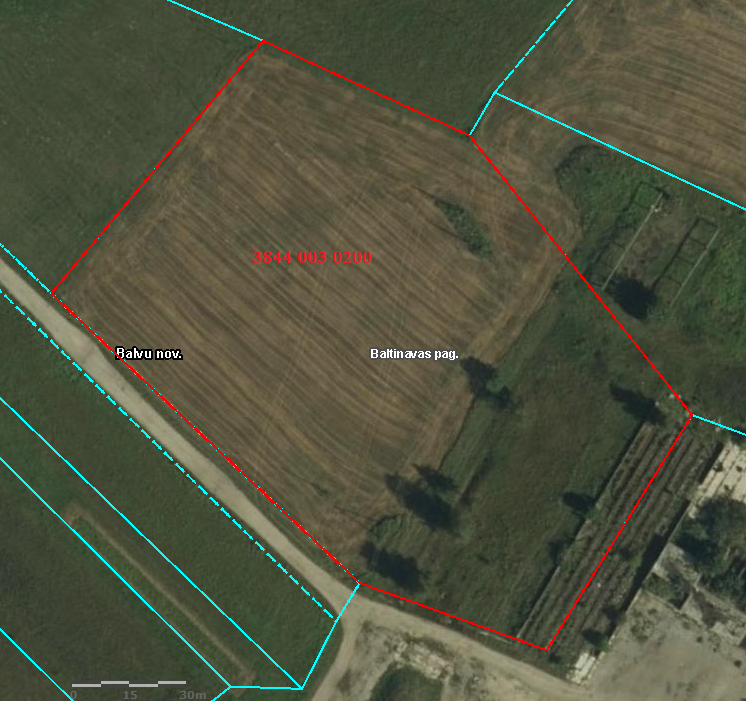 3844 003 0200
Balvu nov.
Baltinavas pag.
0 15 30m